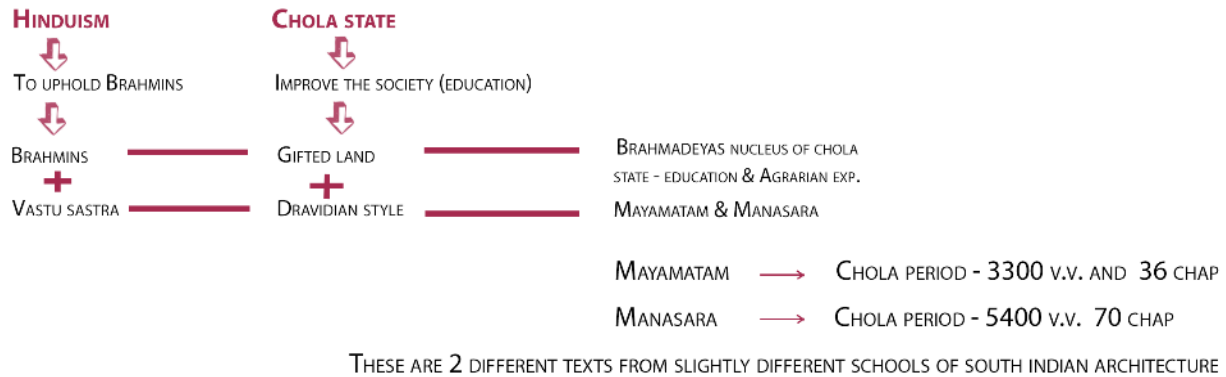 HINDUISM CHOLA STATE
TO UPHOLD BRAHMINS IMPROVE THE SOCIETY (EDUCATION)
BRAHMINS GIFTED LAND BRAHMADEYAS NUCLEUS OF CHOLA
STATE - EDUCATION & AGRARIAN EXP.
VASTU SASTRA DRAVIDIAN STYLE MAYAMATAM & MANASARA
MAYAMATAM → CHOLA PERIOD - 3300 V.V. AND 36 CHAP
MANASARA → CHOLA PERIOD - 5400 V.V. 70 CHAP
THESE ARE 2 DIFFERENT TEXTS FROM SLIGHTLY DIFFERENT SCHOOLS OF SOUTH INDIAN ARCHITECTURE